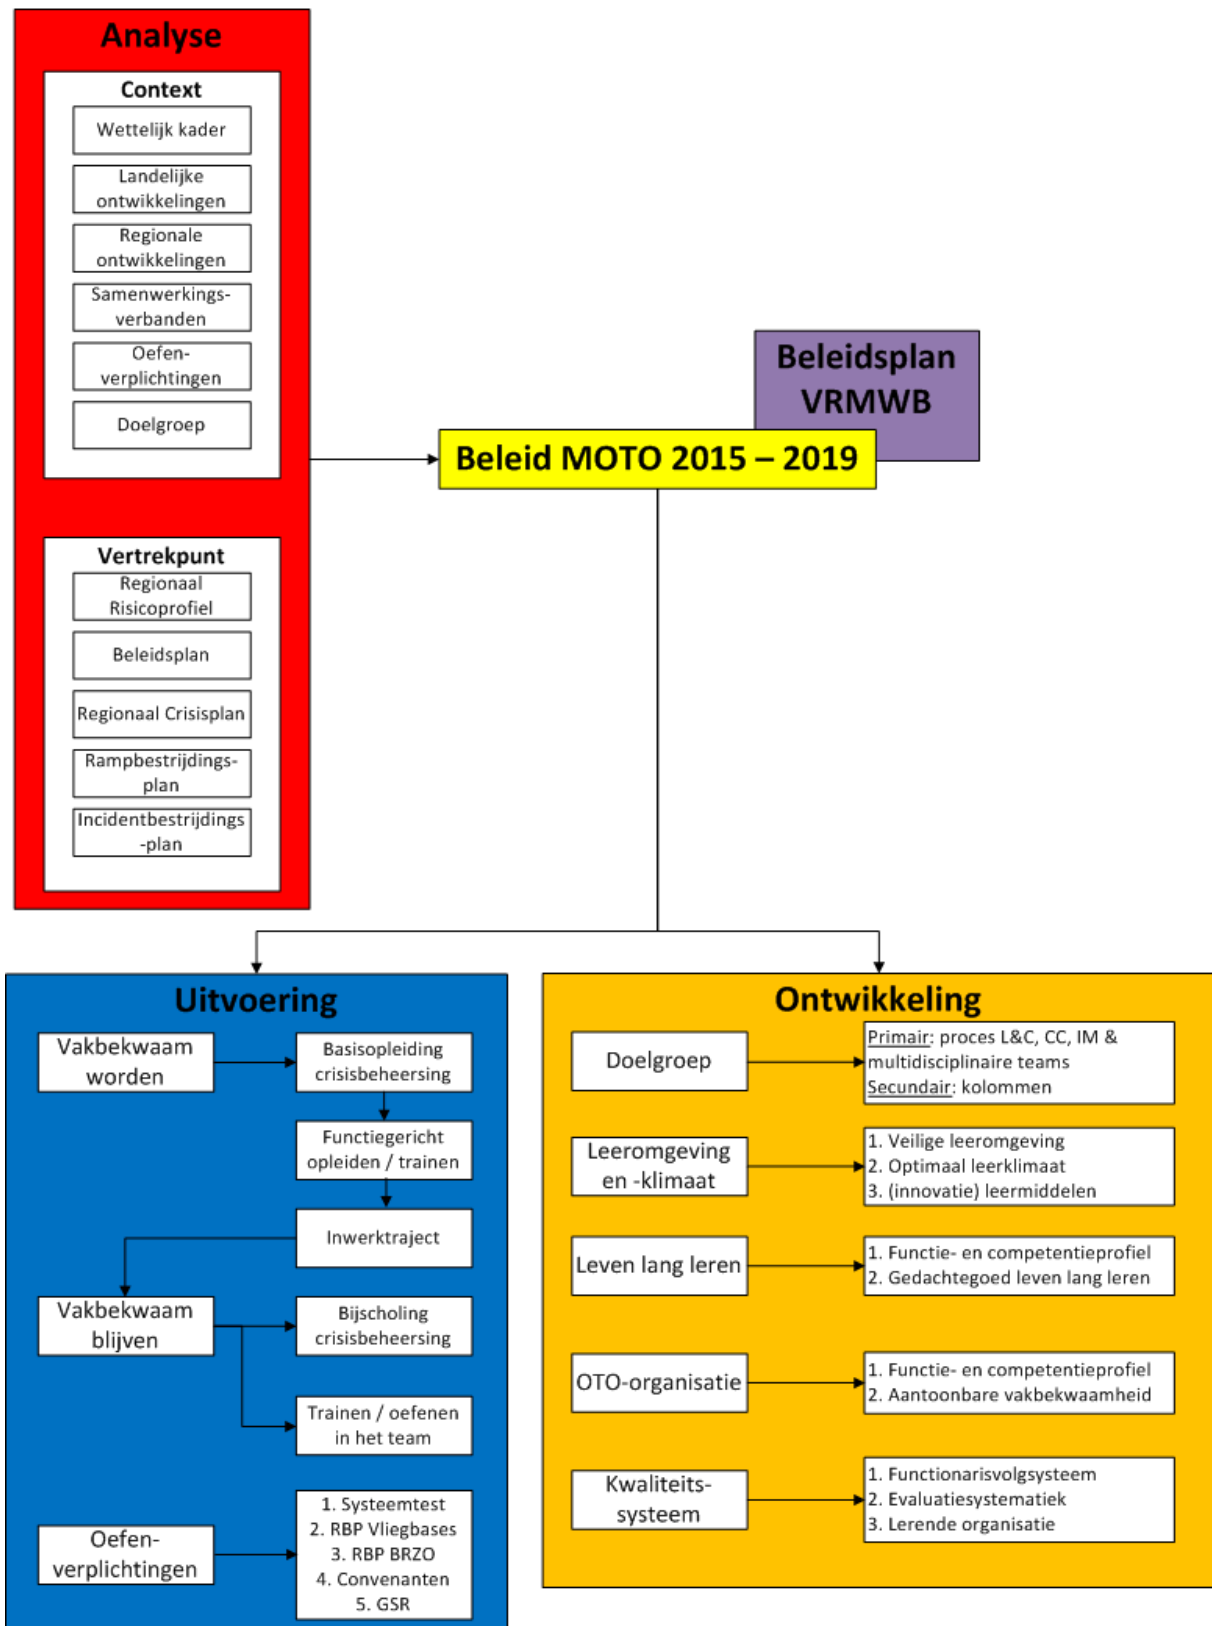 Analyse
Context
Wettelijk kader
Landelijke
ontwikkelingen
Regionale
ontwikkelingen
Samenwerkings-
verbanden
Oefen-
verplichtingen
Doelgroep
Vertrekpunt
Regionaal
Risicoprofiel
Beleidsplan
Regionaal Crisisplan
Rampbestrijdings-
plan
Incidentbestrijdings
-plan
Beleidsplan
VRMWB
Beleid MOTO 2015 – 2019
Uitvoering
Vakbekwaam
worden
Basisopleiding
crisisbeheersing
Functiegericht
opleiden / trainen
Inwerktraject
Vakbekwaam
blijven
Bijscholing
crisisbeheersing
Trainen / oefenen
in het team
Oefen-
verplichtingen
1. Systeemtest
2. RBP Vliegbases
3. RBP BRZO
4. Convenanten
5. GSR
Ontwikkeling
Doelgroep
Primair: proces L&C, CC, IM &
multidisciplinaire teams
Secundair: kolommen
Leeromgeving
en -klimaat
1. Veilige leeromgeving
2. Optimaal leerklimaat
3. (innovatie) leermiddelen
Leven lang leren
1. Functie- en competentieprofiel
2. Gedachtegoed leven lang leren
OTO-organisatie
1. Functie- en competentieprofiel
2. Aantoonbare vakbekwaamheid
Kwaliteits-
systeem
1. Functionarisvolgsysteem
2. Evaluatiesystematiek
3. Lerende organisatie